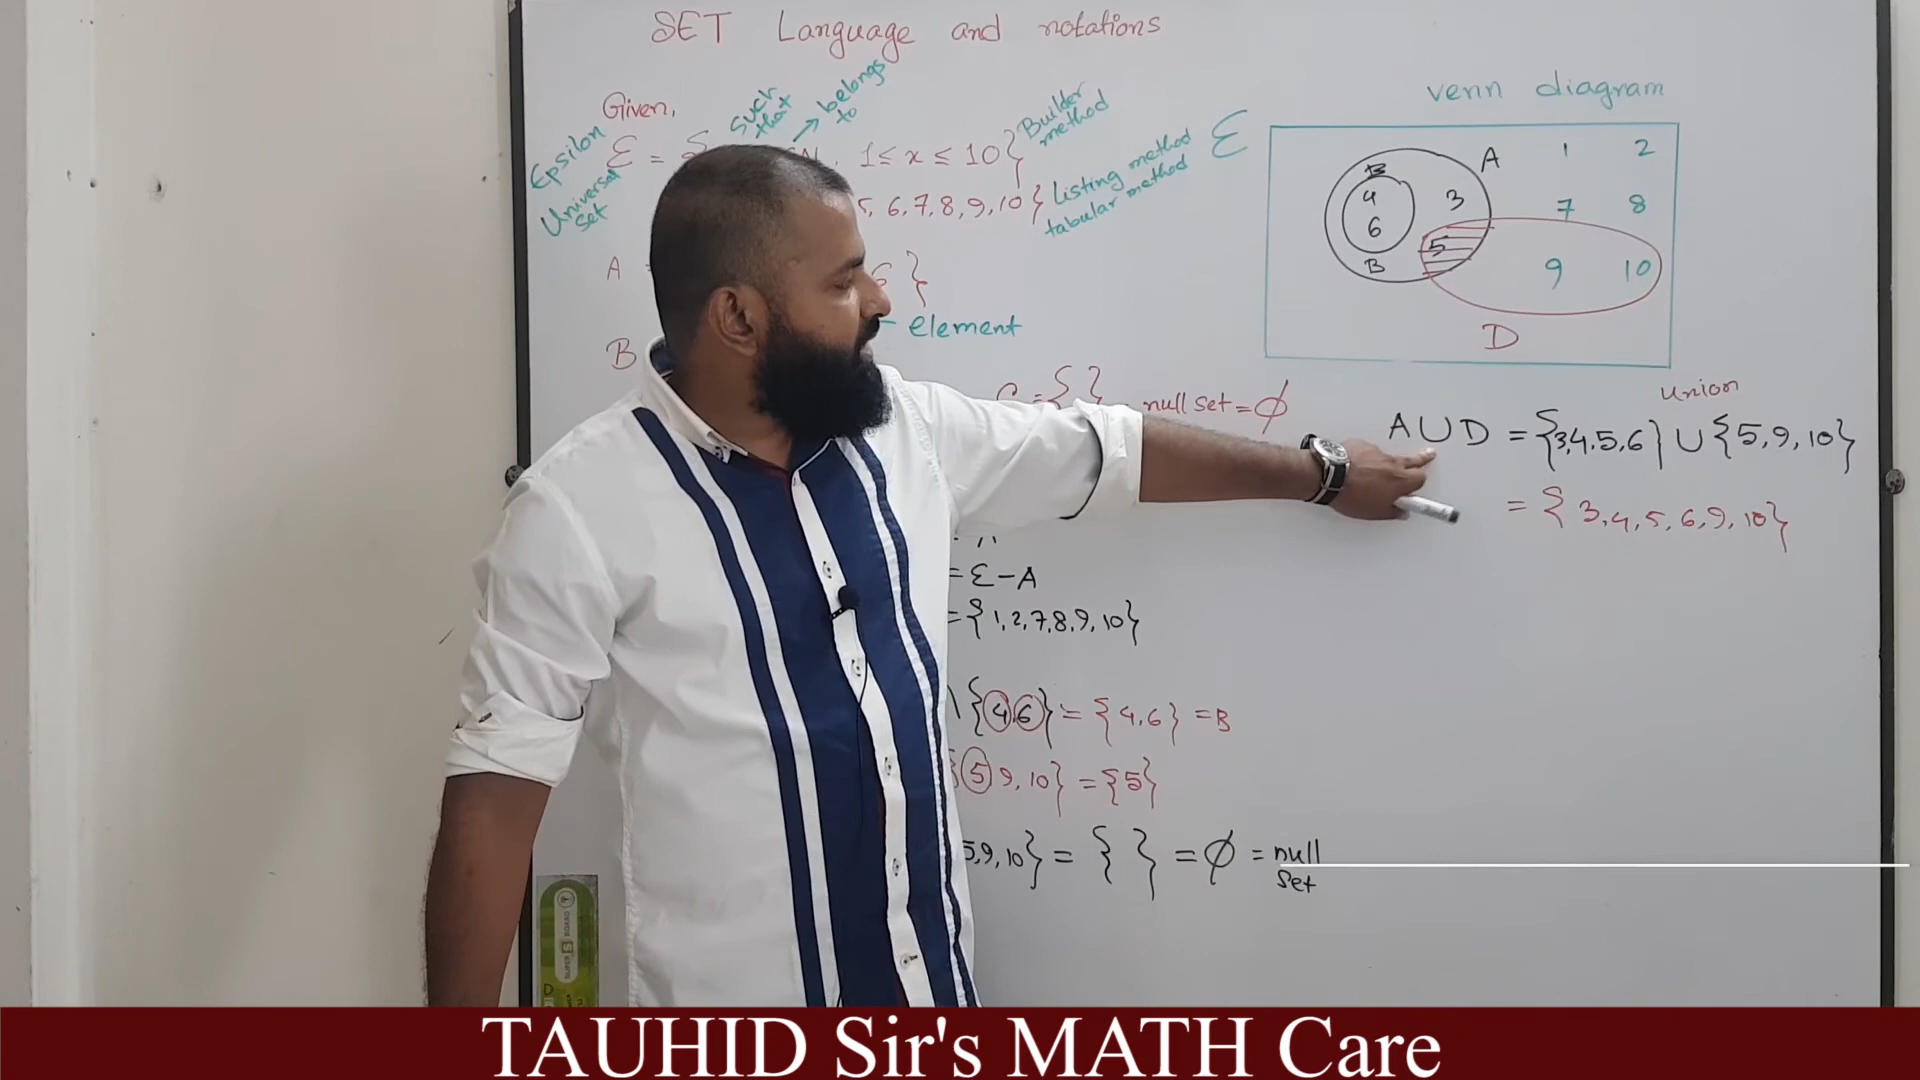 SET Language and notations
Given,
Epsilon
Universal set
ε = {
such that
belongs to
1 ≤ x ≤ 10}
Builder method
5, 6, 7, 8, 9, 10}
Listing method
tabular method
A
6 }
element
B
C = { }
null set = ϕ
= ε - A
= { 1, 2, 7, 8, 9, 10}
{4,6} = {4,6} = B
{5 9, 10} = {5}
5,9, 10} = { } = ϕ = null set
venn diagram
ε
B A 1 2
4 3 7 8
6 5
B 9 10
D
union
A∪D = {3,4,5,6} ∪ {5,9,10}
= { 3,4,5,6,9,10}
SUPER S BOARD
D
TAUHID Sir's MATH Care